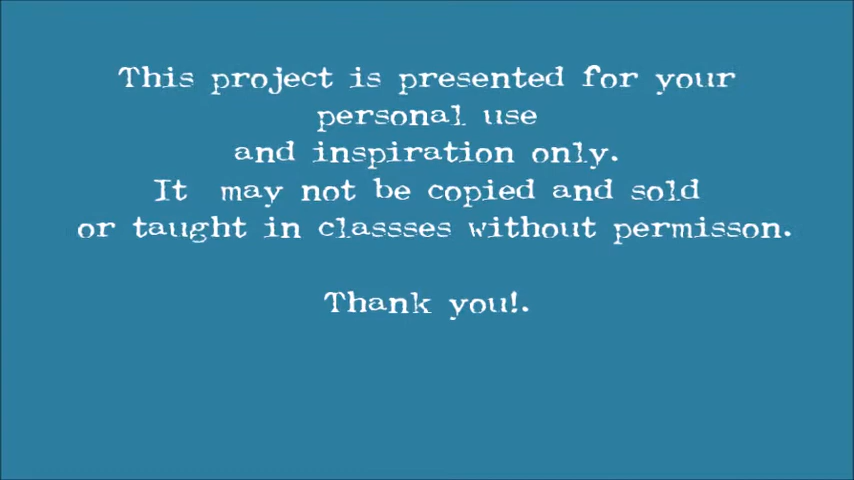 This project is presented for your
personal use
and inspiration only.
It may not be copied and sold
or taught in classses without permisson.
Thank you!.